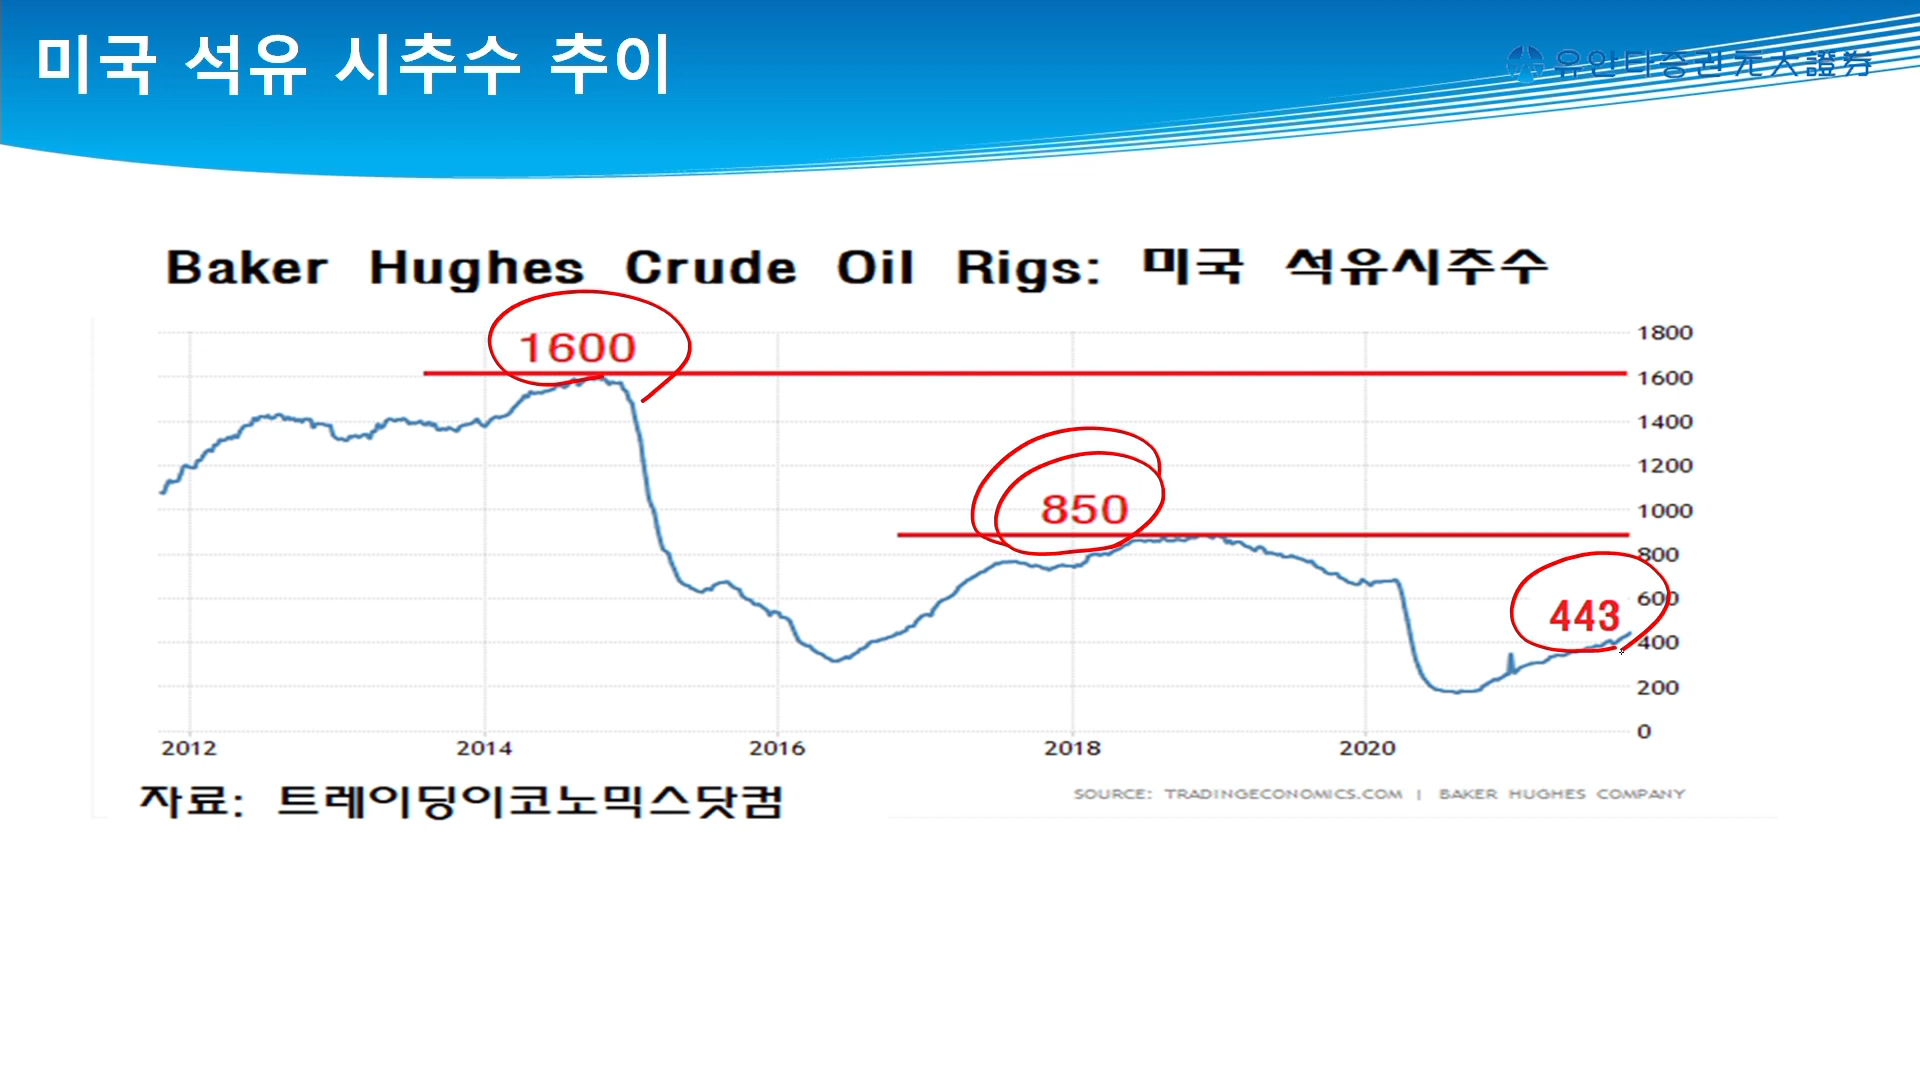 미국 석유 시추수 추이
유안타증권 元大證券
Baker Hughes Crude Oil Rigs: 미국 석유시추수
1600
850
443
1800
1600
1400
1200
1000
800
600
400
200
0
2012 2014 2016 2018 2020
자료: 트레이딩이코노믹스닷컴
SOURCE: TRADINGECONOMICS.COM | BAKER HUGHES COMPANY